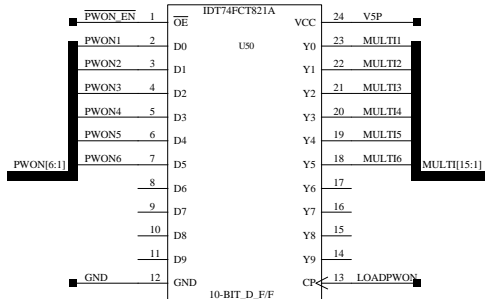 IDT74FCT821A
PWON_EN 1 OE VCC 24 V5P
PWON1 2 D0 U50 Y0 23 MULTI1
PWON2 3 D1 Y1 22 MULTI2
PWON3 4 D2 Y2 21 MULTI3
PWON4 5 D3 Y3 20 MULTI4
PWON5 6 D4 Y4 19 MULTI5
PWON6 7 D5 Y5 18 MULTI6
PWON[6:1] MULTI[15:1]
8 D6 Y6 17
9 D7 Y7 16
10 D8 Y8 15
11 D9 Y9 14
GND 12 GND CP 13 LOADPWON
10-BIT_D_F/F